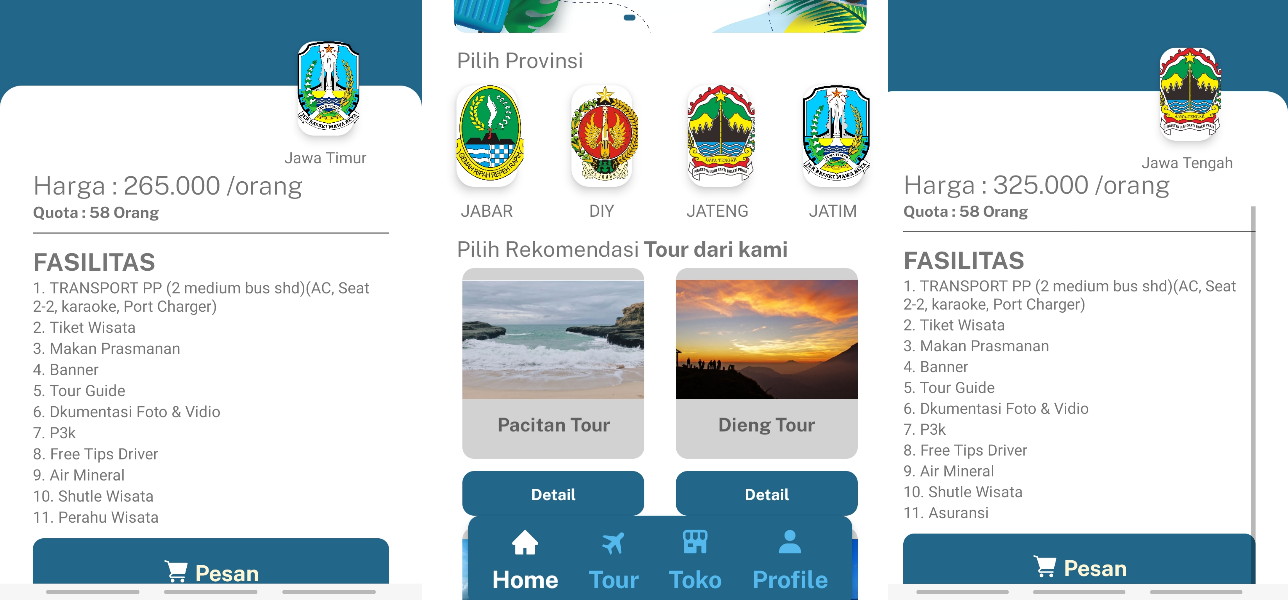 Jawa Timur
Harga : 265.000 /orang
Quota : 58 Orang
FASILITAS
1. TRANSPORT PP (2 medium bus shd)(AC, Seat
2-2, karaoke, Port Charger)
2. Tiket Wisata
3. Makan Prasmanan
4. Banner
5. Tour Guide
6. Dkumentasi Foto & Vidio
7. P3k
8. Free Tips Driver
9. Air Mineral
10. Shutle Wisata
11. Perahu Wisata
Pesan
Pilih Provinsi
JABAR DIY JATENG JATIM
Pilih Rekomendasi Tour dari kami
Pacitan Tour Dieng Tour
Detail Detail
Home Tour Toko Profile
Jawa Tengah
Harga : 325.000 /orang
Quota : 58 Orang
FASILITAS
1. TRANSPORT PP (2 medium bus shd)(AC, Seat
2-2, karaoke, Port Charger)
2. Tiket Wisata
3. Makan Prasmanan
4. Banner
5. Tour Guide
6. Dkumentasi Foto & Vidio
7. P3k
8. Free Tips Driver
9. Air Mineral
10. Shutle Wisata
11. Asuransi
Pesan